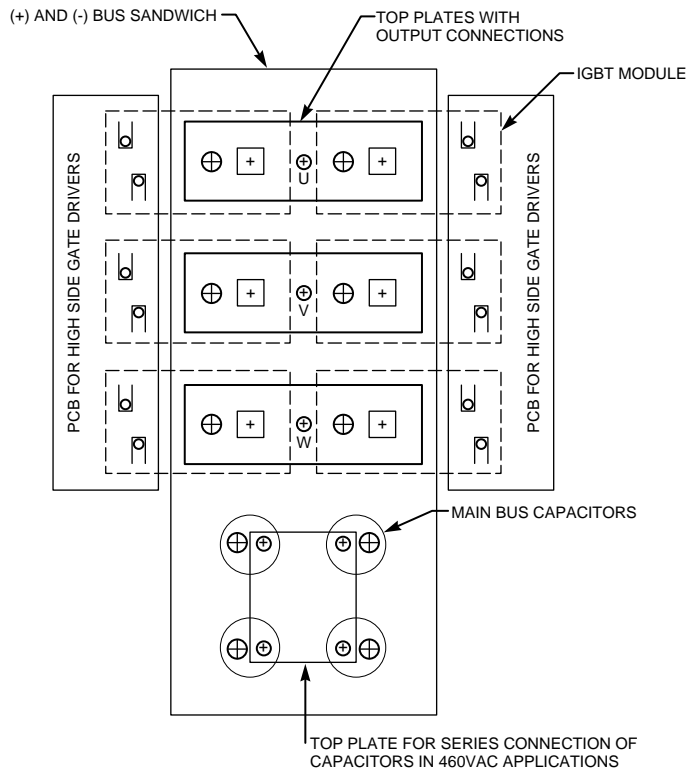 (+) AND (-) BUS SANDWICH
TOP PLATES WITH
OUTPUT CONNECTIONS
IGBT MODULE
PCB FOR HIGH SIDE GATE DRIVERS
PCB FOR HIGH SIDE GATE DRIVERS
U
V
W
MAIN BUS CAPACITORS
TOP PLATE FOR SERIES CONNECTION OF
CAPACITORS IN 460VAC APPLICATIONS